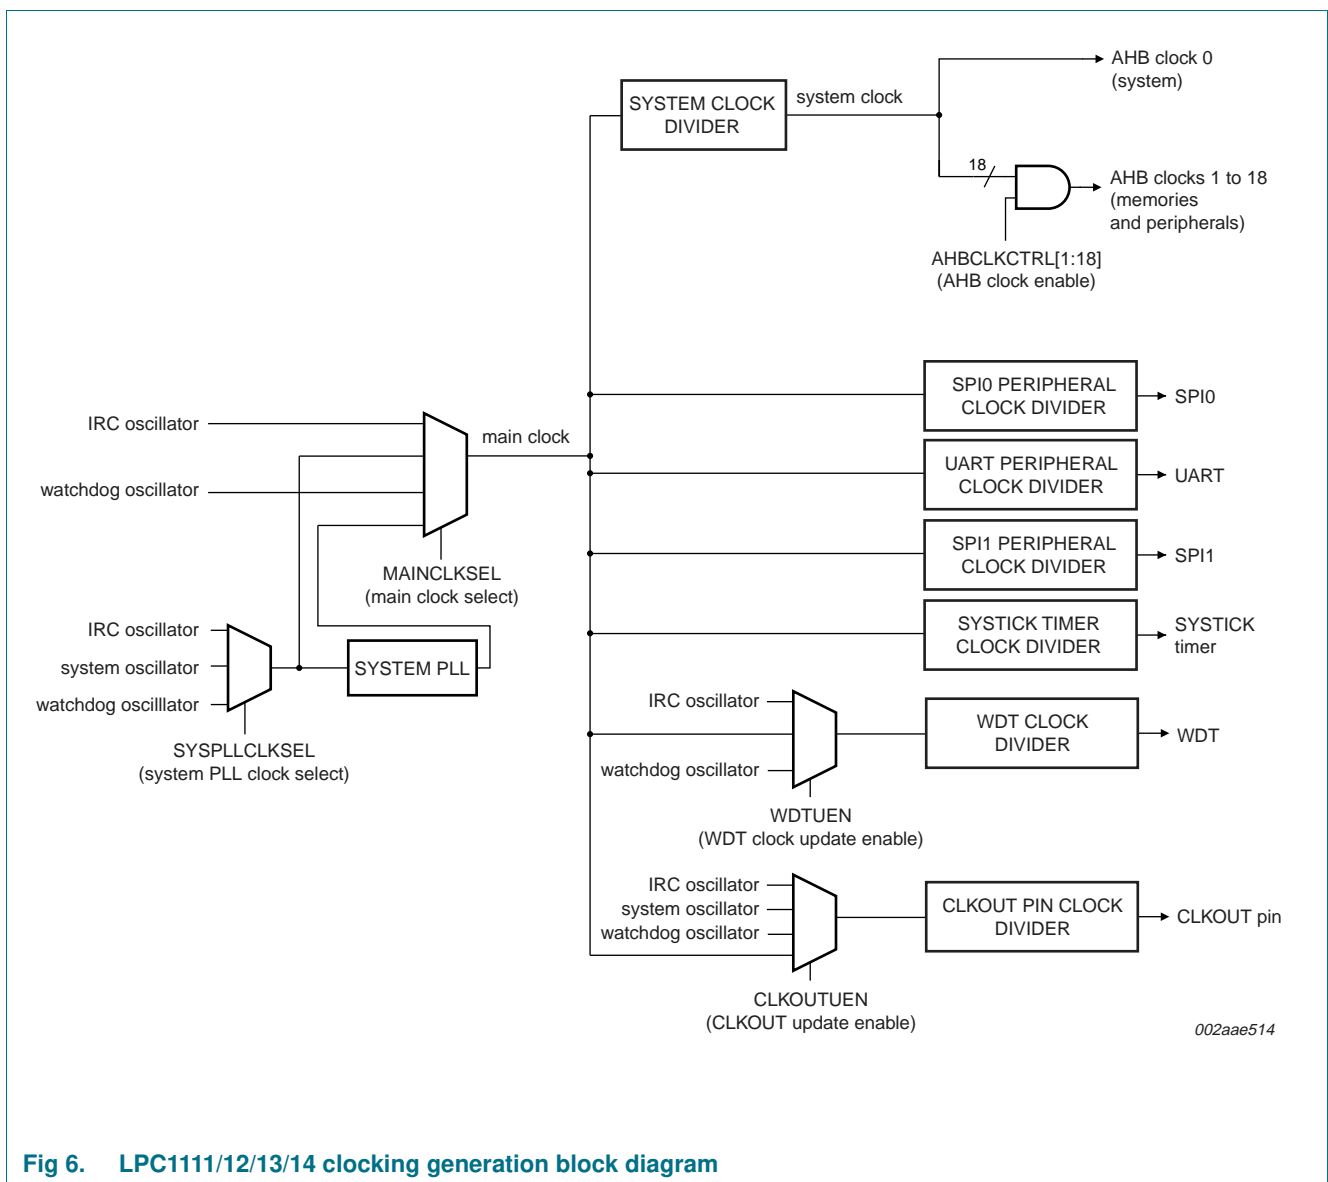 AHB clock 0
(system)
SYSTEM CLOCK
DIVIDER
system clock
18
AHB clocks 1 to 18
(memories
and peripherals)
AHBCLKCTRL[1:18]
(AHB clock enable)
SPI0 PERIPHERAL
CLOCK DIVIDER
SPI0
IRC oscillator
main clock
UART PERIPHERAL
CLOCK DIVIDER
UART
watchdog oscillator
SPI1 PERIPHERAL
CLOCK DIVIDER
SPI1
MAINCLKSEL
(main clock select)
IRC oscillator
system oscillator
watchdog oscilllator
SYSTEM PLL
SYSTICK TIMER
CLOCK DIVIDER
SYSTICK
timer
SYSPLLCLKSEL
(system PLL clock select)
IRC oscillator
watchdog oscillator
WDT CLOCK
DIVIDER
WDT
WDTUEN
(WDT clock update enable)
IRC oscillator
system oscillator
watchdog oscillator
CLKOUT PIN CLOCK
DIVIDER
CLKOUT pin
CLKOUTUEN
(CLKOUT update enable)
002aae514
Fig 6. LPC1111/12/13/14 clocking generation block diagram